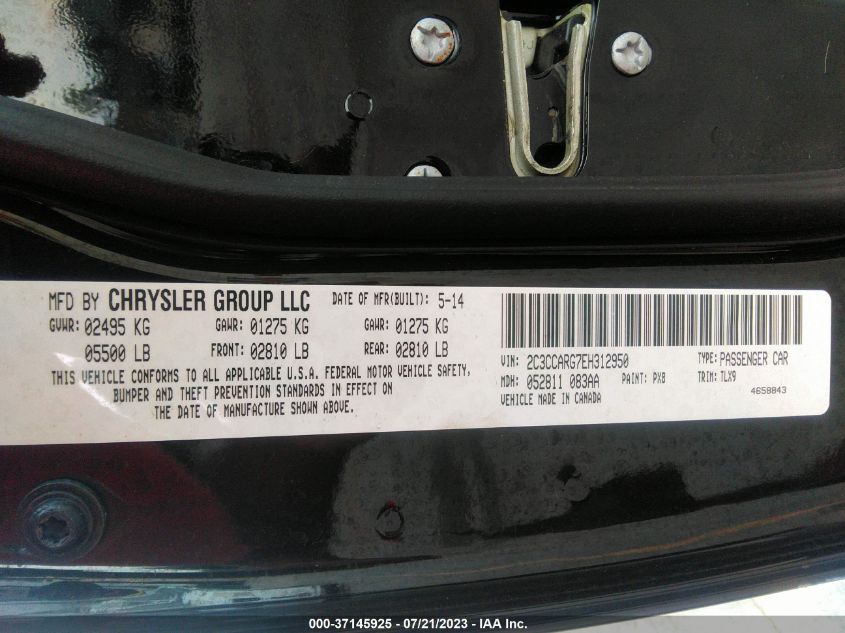 MFD BY CHRYSLER GROUP LLC DATE OF MFR(BUILT): 5-14
GVWR: 02495 KG GAWR: 01275 KG GAWR: 01275 KG
05500 LB FRONT: 02810 LB REAR: 02810 LB
THIS VEHICLE CONFORMS TO ALL APPLICABLE U.S.A. FEDERAL MOTOR VEHICLE SAFETY,
BUMPER AND THEFT PREVENTION STANDARDS IN EFFECT ON
THE DATE OF MANUFACTURE SHOWN ABOVE.
VIN: 2C3CCARG7EH312950 TYPE: PASSENGER CAR
MDH: 052811 083AA PAINT: PX8 TRIM: TLX9
VEHICLE MADE IN CANADA 4658843
000-37145925 - 07/21/2023 - IAA Inc.